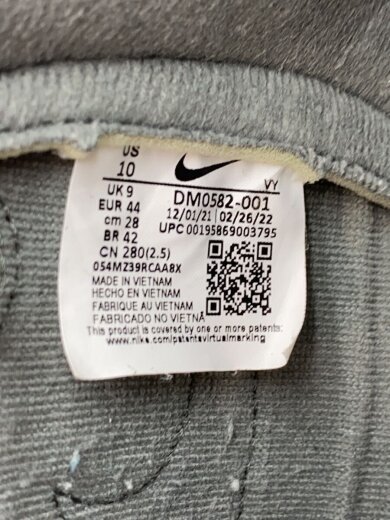 US
10
VY
UK 9
DM0582-001
EUR 44
12/01/21 02/26/22
cm 28
UPC 00195869003795
BR 42
CN 280(2.5)
054MZ39RCAA8X
MADE IN VIETNAM
HECHO EN VIETNAM
FABRIQUE AU VIETNAM
FABRICADO NO VIETNÃ
This product is covered by one or more patents:
www.nike.com/patentsvirtualmarking